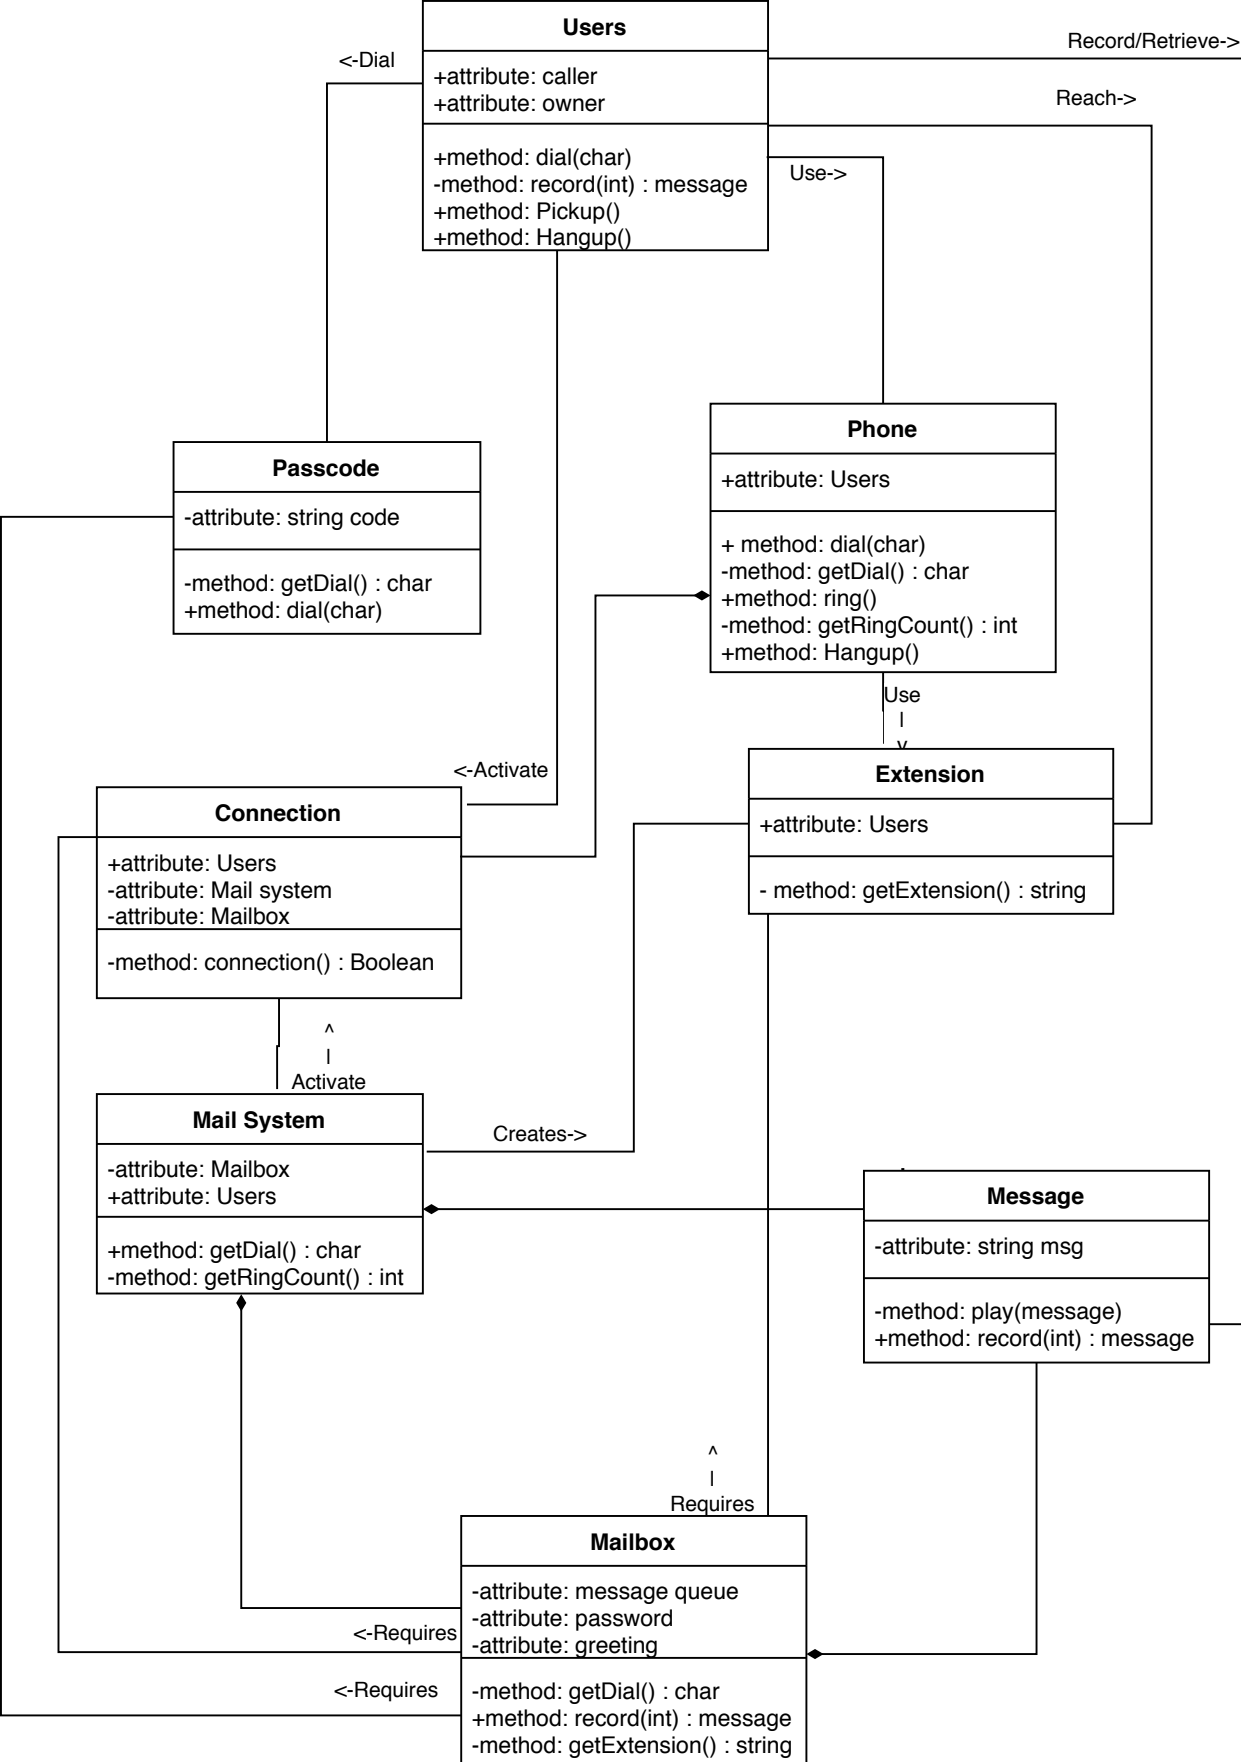 Users
+attribute: caller
+attribute: owner
+method: dial(char)
-method: record(int) : message
+method: Pickup()
+method: Hangup()
<-Dial
Record/Retrieve->
Reach->
Use->
Passcode
-attribute: string code
-method: getDial() : char
+method: dial(char)
Phone
+attribute: Users
+ method: dial(char)
-method: getDial() : char
+method: ring()
-method: getRingCount() : int
+method: Hangup()
Use
|
v
<-Activate
Extension
+attribute: Users
- method: getExtension() : string
Connection
+attribute: Users
-attribute: Mail system
-attribute: Mailbox
-method: connection() : Boolean
^
|
Activate
Mail System
-attribute: Mailbox
+attribute: Users
+method: getDial() : char
-method: getRingCount() : int
Creates->
Message
-attribute: string msg
-method: play(message)
+method: record(int) : message
^
|
Requires
Mailbox
-attribute: message queue
-attribute: password
-attribute: greeting
-method: getDial() : char
+method: record(int) : message
-method: getExtension() : string
<-Requires
<-Requires